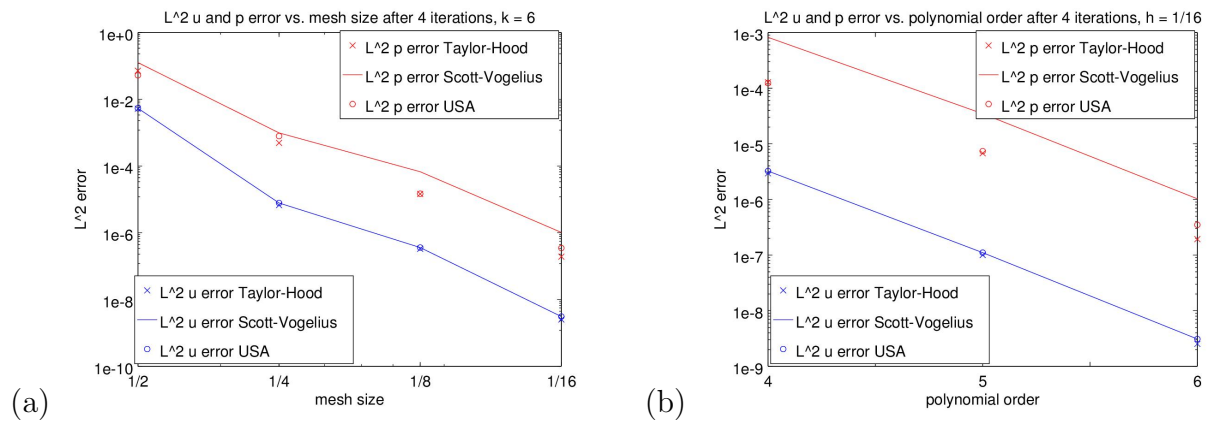 L^2 u and p error vs. mesh size after 4 iterations, k = 6
1e+0
1e-2
1e-4
1e-6
1e-8
1e-10
L^2 error
L^2 p error Taylor-Hood
L^2 p error Scott-Vogelius
L^2 p error USA
L^2 u error Taylor-Hood
L^2 u error Scott-Vogelius
L^2 u error USA
1/2 1/4 1/8 1/16
mesh size
(a)
L^2 u and p error vs. polynomial order after 4 iterations, h = 1/16
1e-3
1e-4
1e-5
1e-6
1e-7
1e-8
1e-9
L^2 error
L^2 p error Taylor-Hood
L^2 p error Scott-Vogelius
L^2 p error USA
L^2 u error Taylor-Hood
L^2 u error Scott-Vogelius
L^2 u error USA
4 5 6
polynomial order
(b)